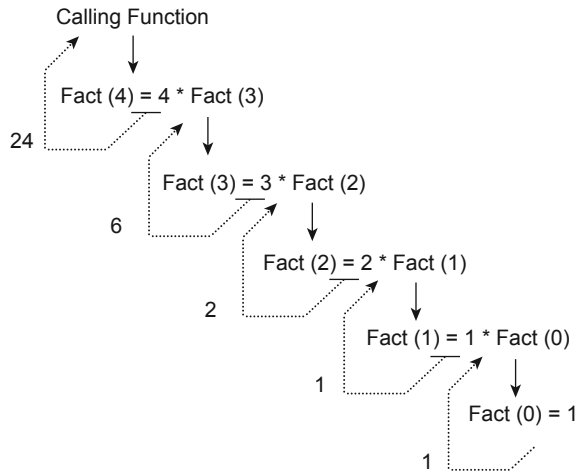 Calling Function
Fact (4) = 4 * Fact (3)
24
Fact (3) = 3 * Fact (2)
6
Fact (2) = 2 * Fact (1)
2
Fact (1) = 1 * Fact (0)
1
Fact (0) = 1
1